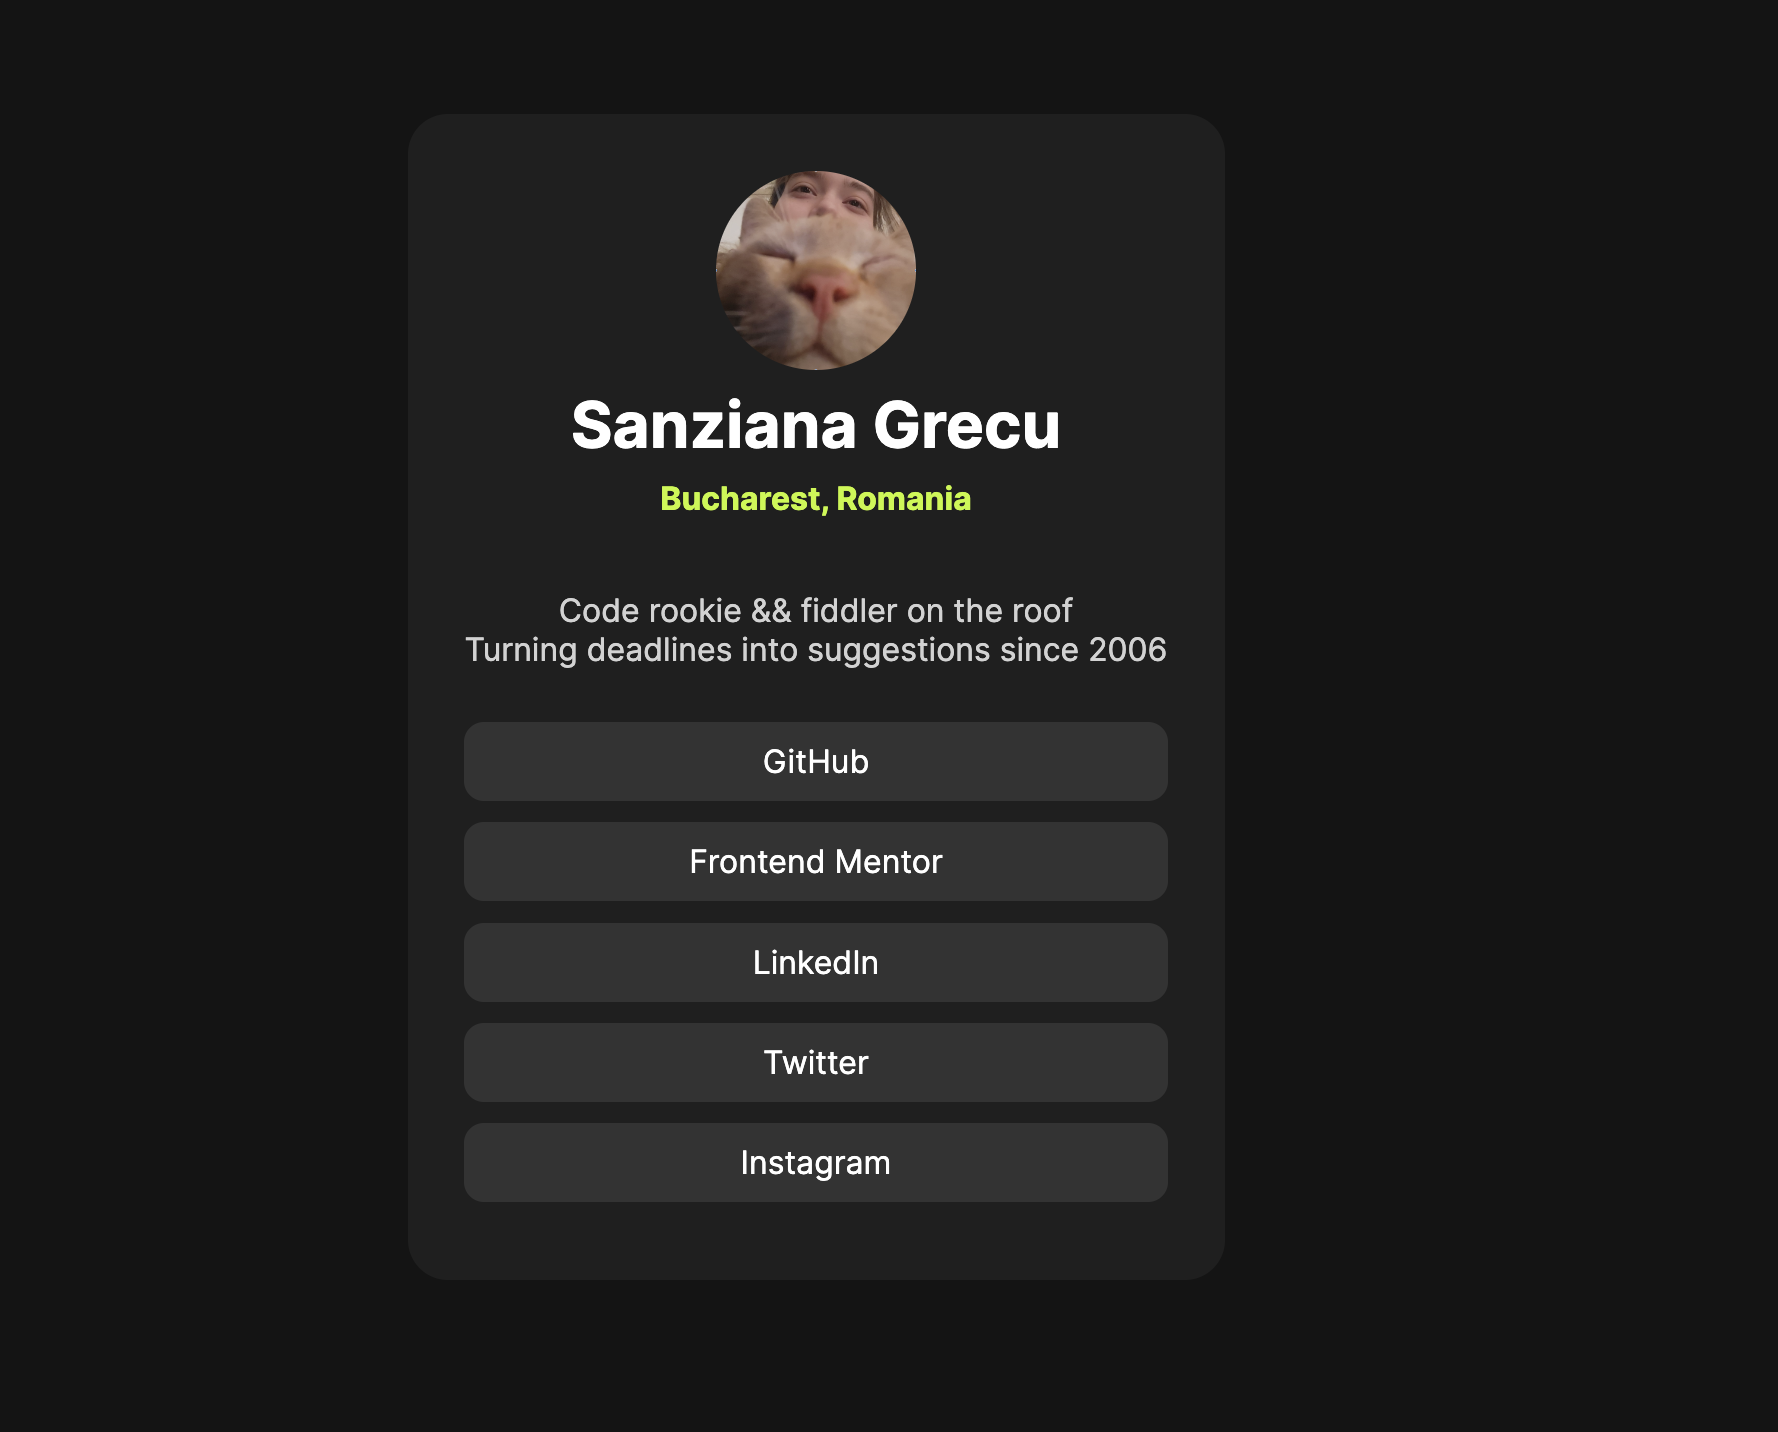 Sanziana Grecu
Bucharest, Romania
Code rookie && fiddler on the roof
Turning deadlines into suggestions since 2006
GitHub
Frontend Mentor
LinkedIn
Twitter
Instagram